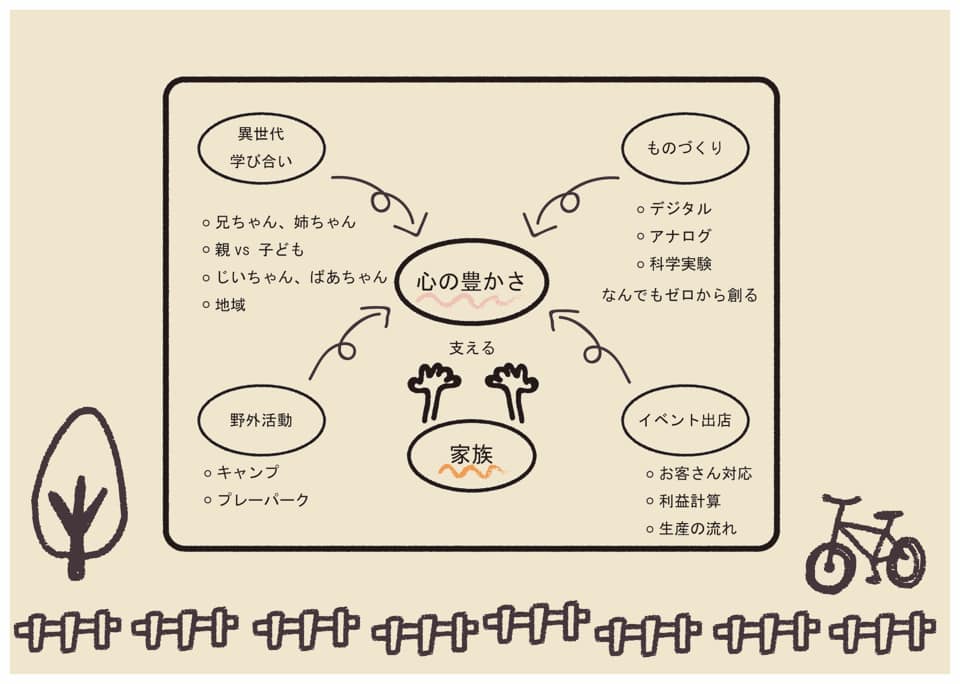 異世代
学び合い
兄ちゃん、姉ちゃん
親 vs 子ども
じいちゃん、ばあちゃん
地域
ものづくり
デジタル
アナログ
科学実験
なんでもゼロから創る
心の豊かさ
支える
家族
野外活動
キャンプ
プレーパーク
イベント出店
お客さん対応
利益計算
生産の流れ